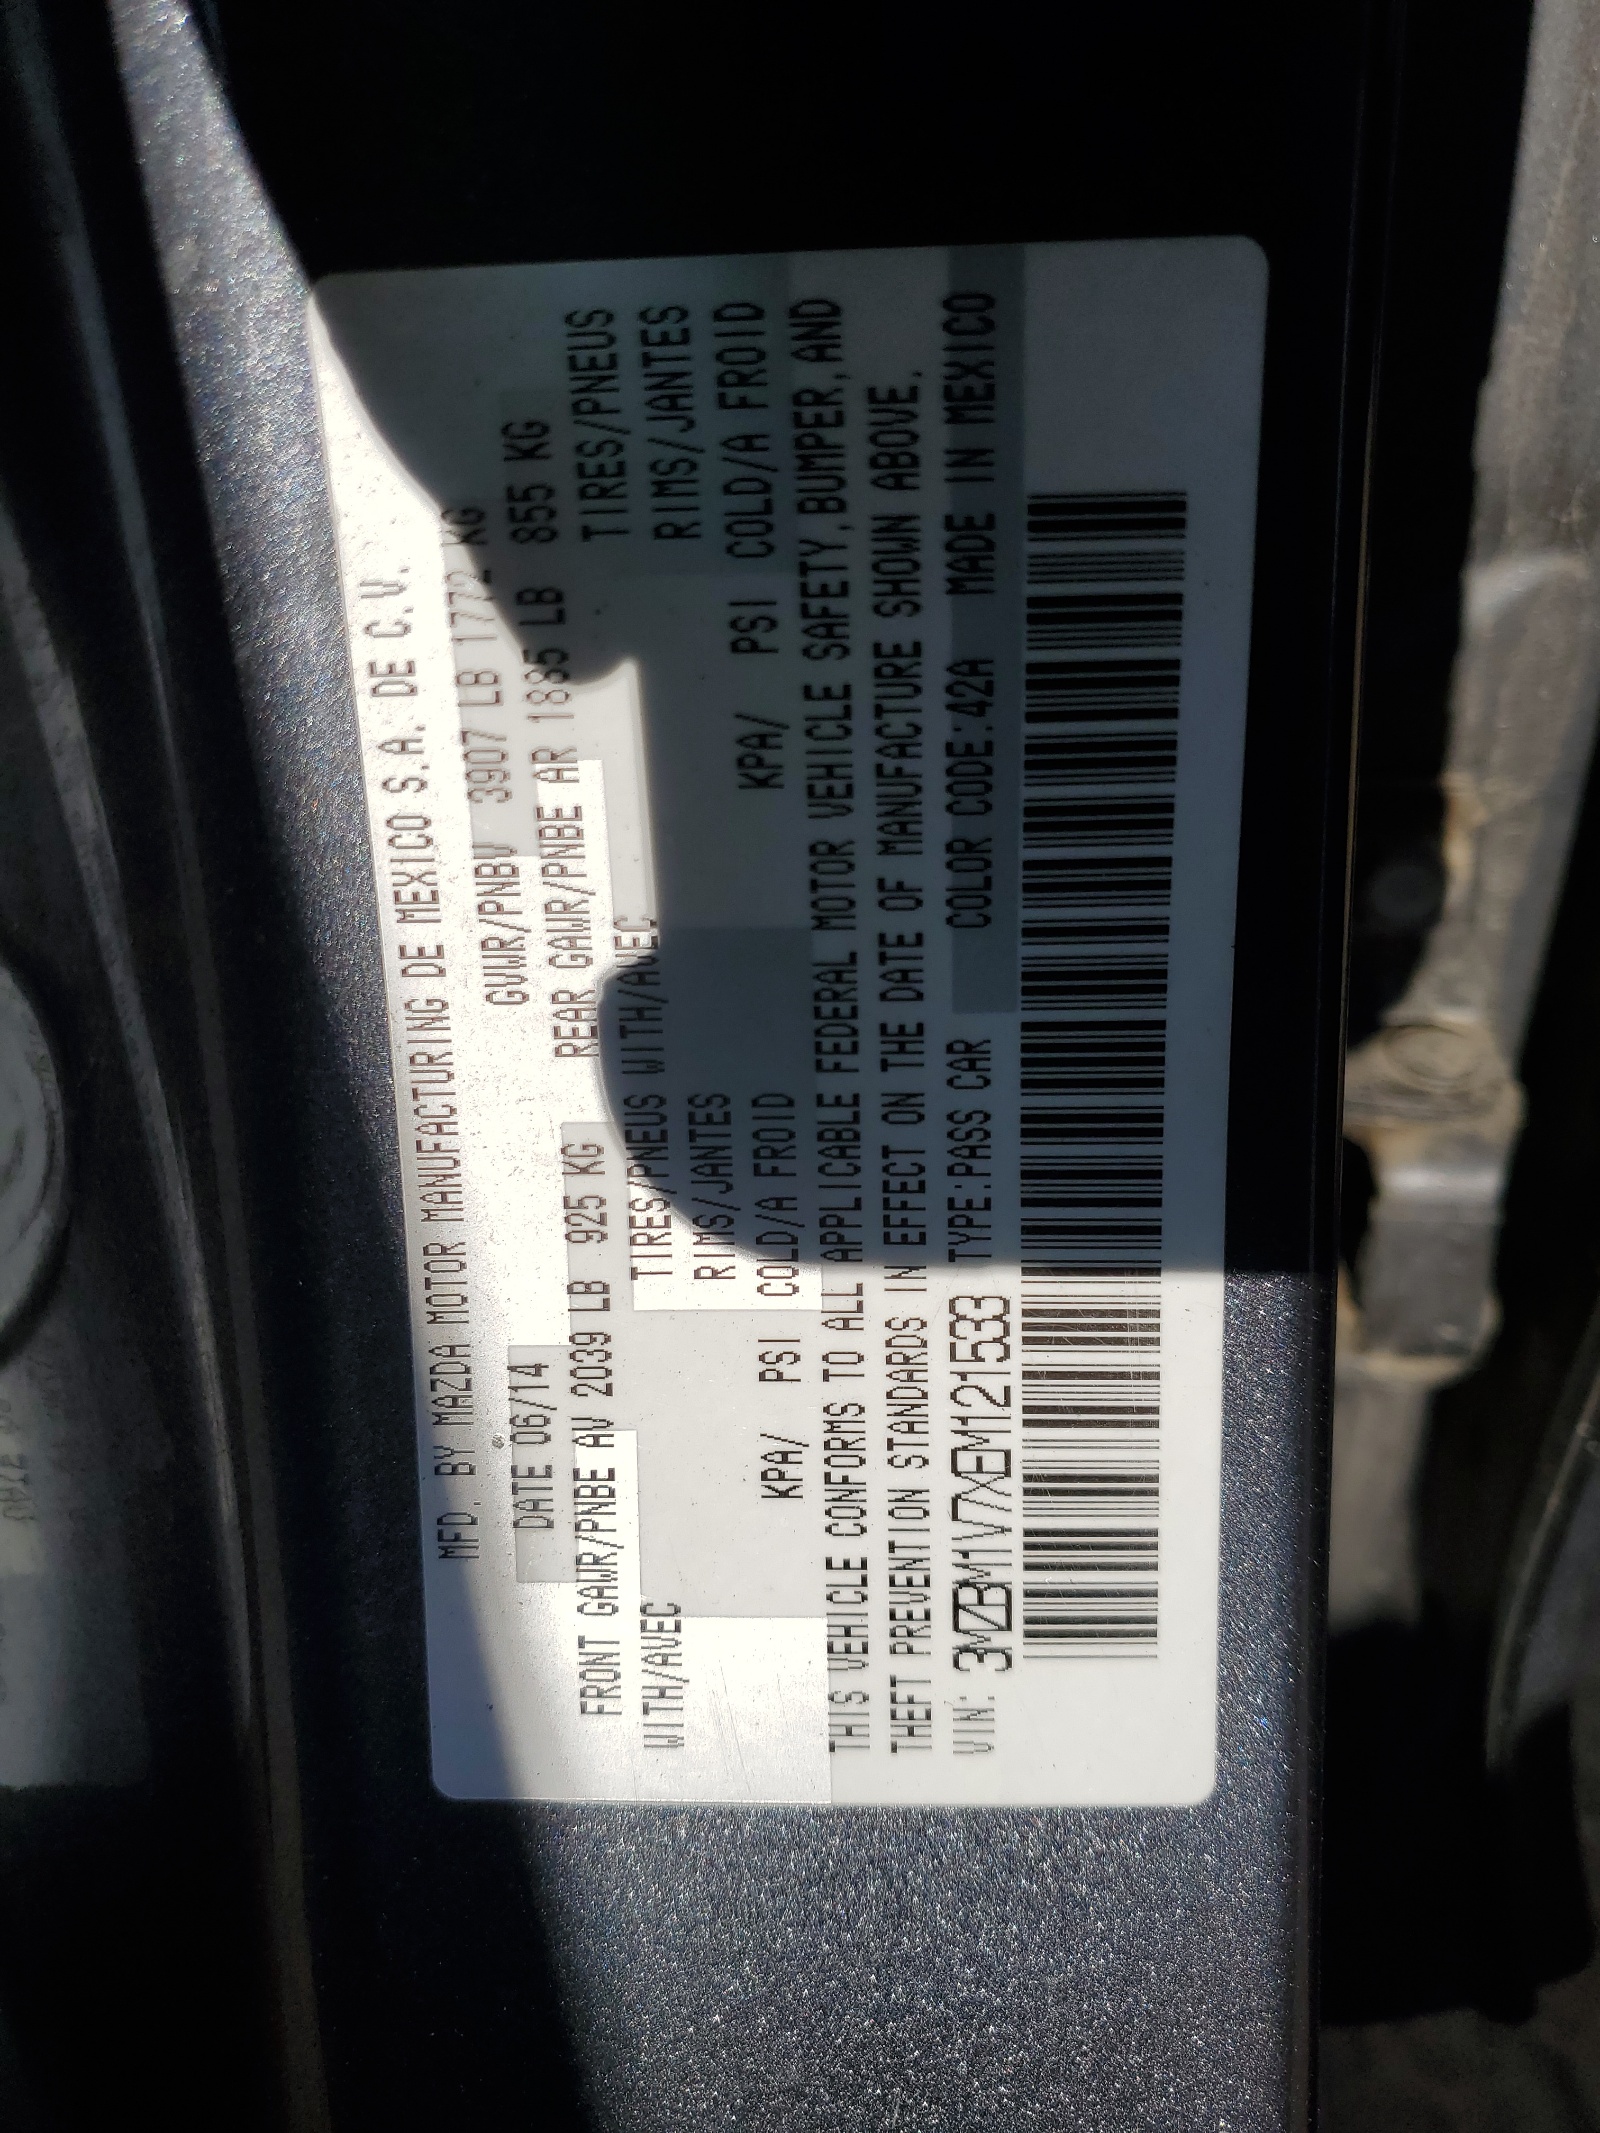 MFD. BY MAZDA MOTOR MANUFACTURING DE MEXICO S.A. DE C.V.
DATE 06/14 GVWR/PNBV 3907 LB 1772 KG
FRONT GAWR/PNBE AV 2039 LB 925 KG REAR GAWR/PNBE AR 1885 LB 855 KG
WITH/AVEC TIRES/PNEUS WITH/AVEC TIRES/PNEUS
RIMS/JANTES RIMS/JANTES
KPA/ PSI COLD/A FROID KPA/ PSI COLD/A FROID
THIS VEHICLE CONFORMS TO ALL APPLICABLE FEDERAL MOTOR VEHICLE SAFETY,BUMPER,AND
THEFT PREVENTION STANDARDS IN EFFECT ON THE DATE OF MANUFACTURE SHOWN ABOVE.
VIN: 3MZBM1V7XEM121533 TYPE:PASS CAR COLOR CODE:42A MADE IN MEXICO